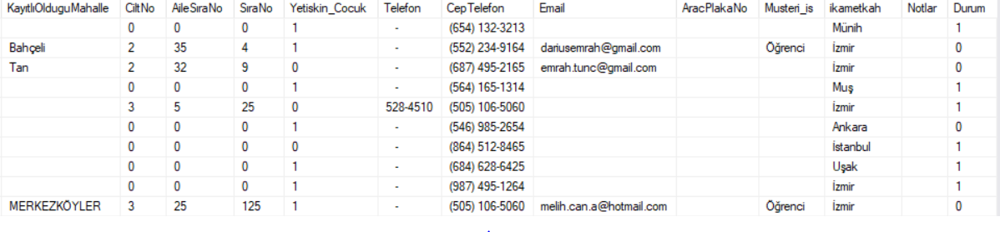 KayıtlıOlduguMahalle CiltNo AileSıraNo SıraNo Yetiskin_Cocuk Telefon CepTelefon Email AracPlakaNo Musteri_is ikametkah Notlar Durum
0 0 0 1 - (654) 132-3213 Münih 1
Bahçeli 2 35 4 1 - (552) 234-9164 dariusemrah@gmail.com Öğrenci İzmir 0
Tan 2 32 9 0 - (687) 495-2165 emrah.tunc@gmail.com İzmir 0
0 0 0 1 - (564) 165-1314 Muş 1
3 5 25 0 528-4510 (505) 106-5060 İzmir 1
0 0 0 1 - (546) 985-2654 Ankara 0
0 0 0 0 - (864) 512-8465 İstanbul 1
0 0 0 1 - (684) 628-6425 Uşak 1
0 0 0 1 - (987) 495-1264 İzmir 1
MERKEZKÖYLER 3 25 125 1 - (505) 106-5060 melih.can.a@hotmail.com Öğrenci İzmir 0